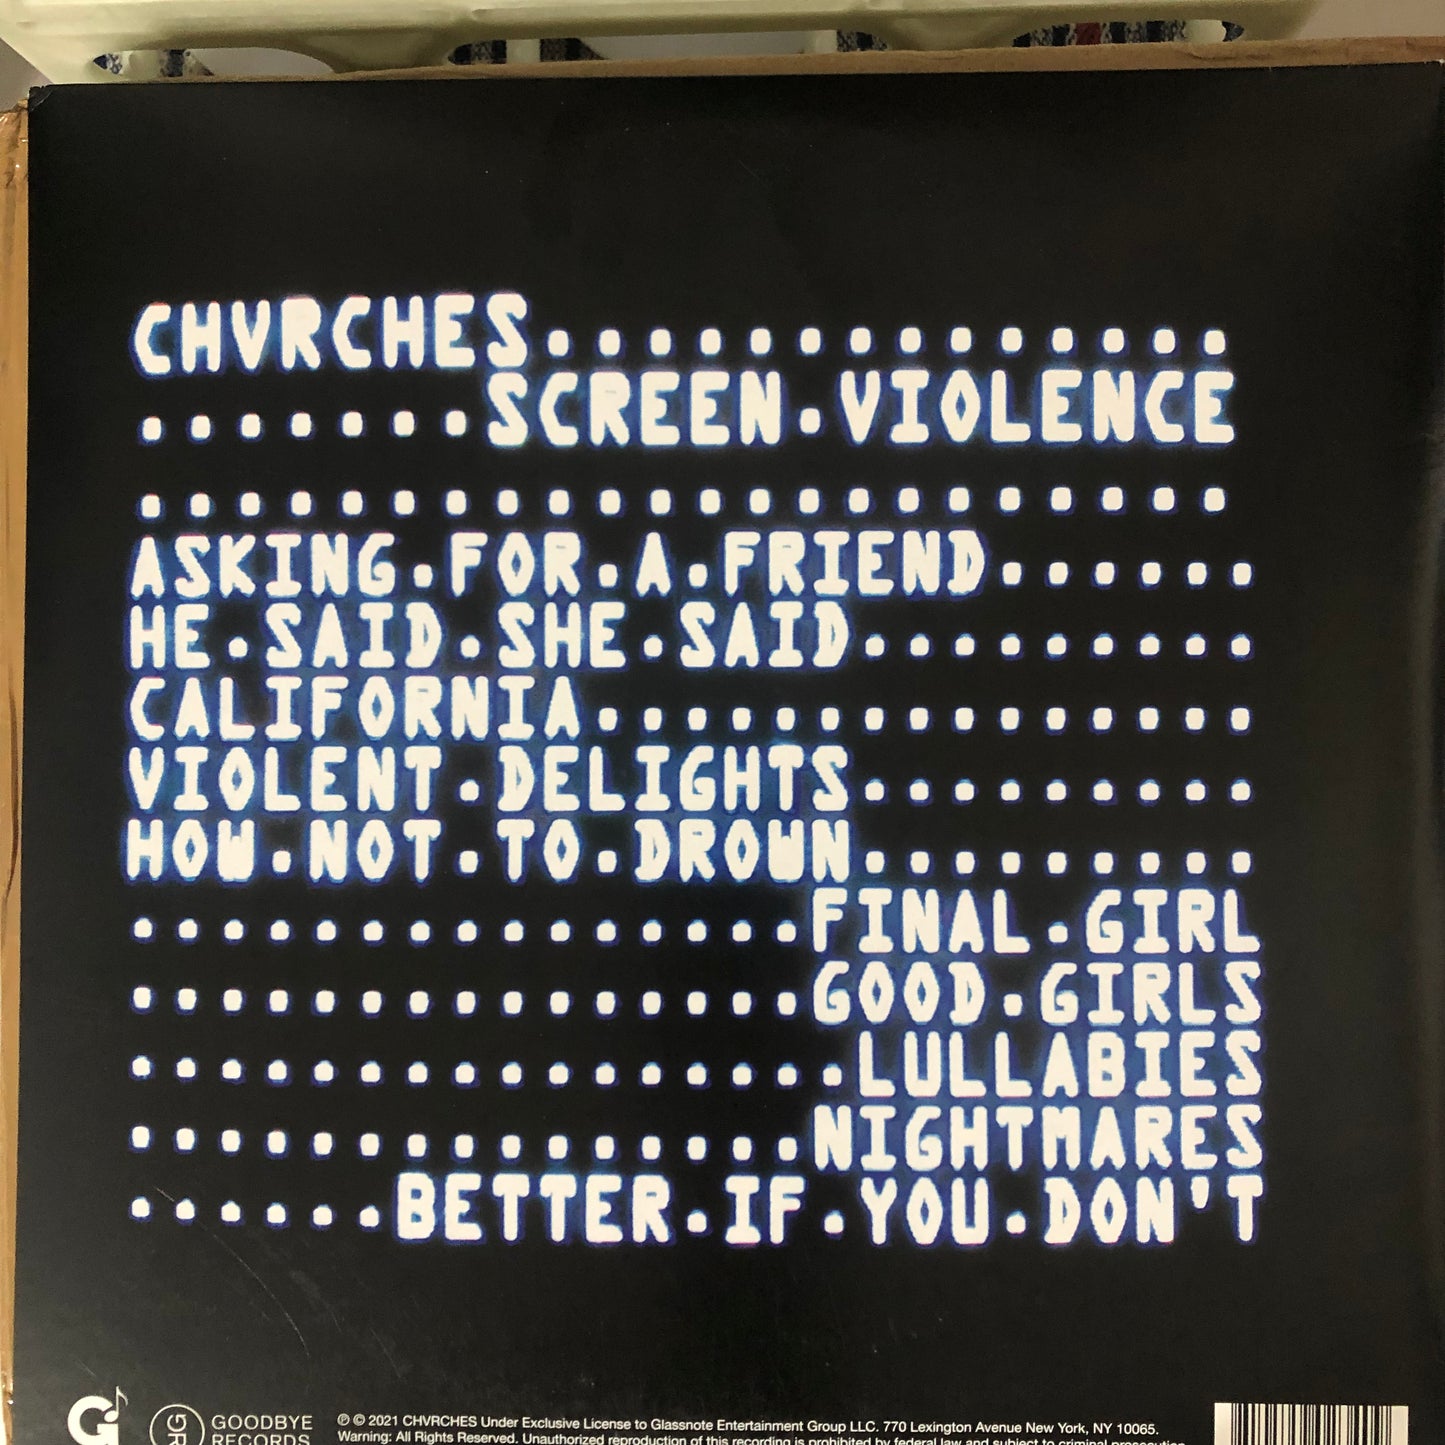 CHVRCHES..............
.......SCREEN.VIOLENCE
......................
ASKING.FOR.A.FRIEND......
HE.SAID.SHE.SAID.........
CALIFORNIA...............
VIOLENT.DELIGHTS.........
HOW.NOT.TO.DROWN.........
...............FINAL.GIRL
...............GOOD.GIRLS
................LULLABIES
...............NIGHTMARES
......BETTER.IF.YOU.DON'T
GOODBYE
RECORDS
GR
℗ © 2021 CHVRCHES Under Exclusive License to Glassnote Entertainment Group LLC. 770 Lexington Avenue New York, NY 10065.
Warning: All Rights Reserved. Unauthorized reproduction of this recording is prohibited by federal law and subject to criminal prosecution